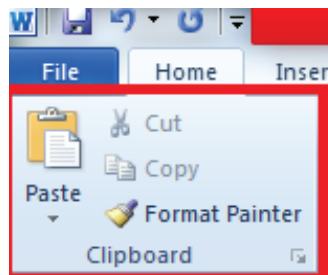 W
File Home Inser
Cut
Copy
Paste
Format Painter
Clipboard